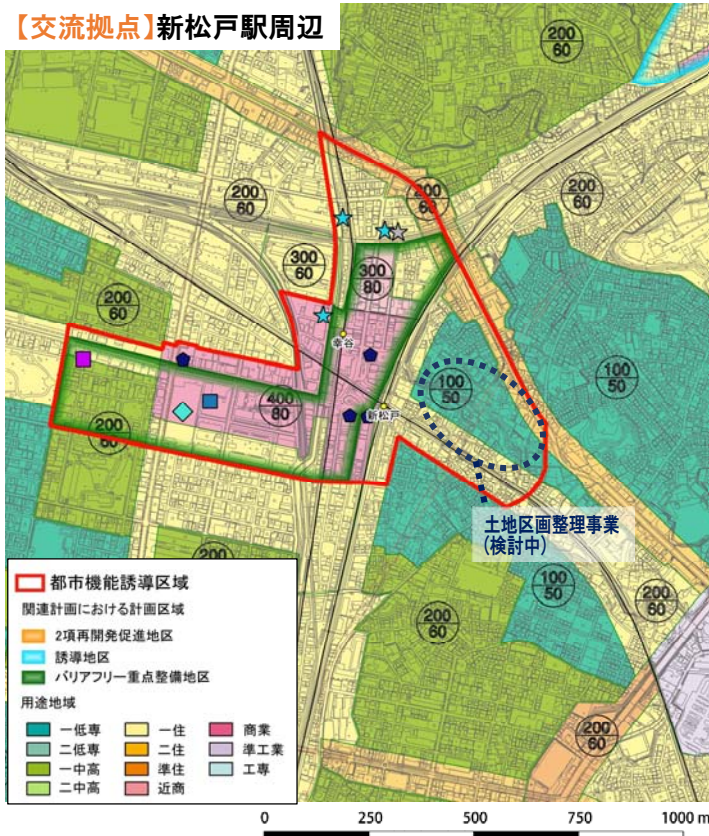 【交流拠点】新松戸駅周辺
200
60
200
60
200
60
200
60
300
60
300
80
200
60
幸谷
100
50
100
50
400
80
新松戸
200
60
土地区画整理事業
(検討中)
200
100
50
200
60
200
60
200
60
都市機能誘導区域
関連計画における計画区域
2項再開発促進地区
誘導地区
バリアフリー重点整備地区
用途地域
一低専 一住 商業
二低専 二住 準工業
一中高 準住 工専
二中高 近商
0 250 500 750 1000 m